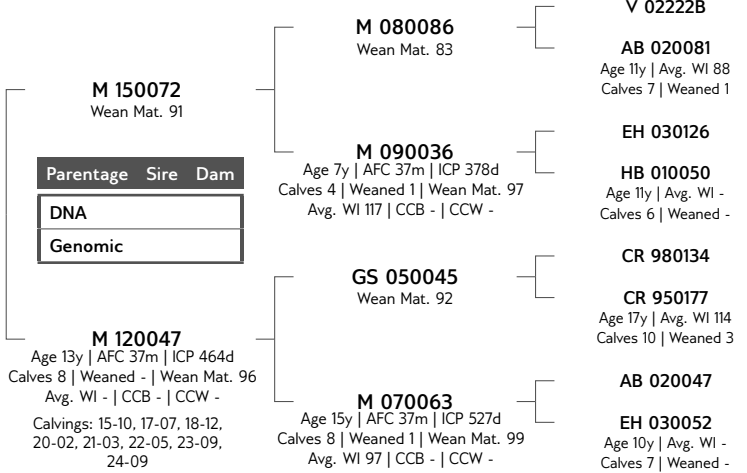 V 02222B
M 080086
Wean Mat. 83
AB 020081
Age 11y | Avg. WI 88
Calves 7 | Weaned 1
M 150072
Wean Mat. 91
EH 030126
M 090036
Age 7y | AFC 37m | ICP 378d
Calves 4 | Weaned 1 | Wean Mat. 97
Avg. WI 117 | CCB - | CCW -
HB 010050
Age 11y | Avg. WI -
Calves 6 | Weaned -
Parentage Sire Dam
DNA
Genomic
CR 980134
GS 050045
Wean Mat. 92
CR 950177
Age 17y | Avg. WI 114
Calves 10 | Weaned 3
M 120047
Age 13y | AFC 37m | ICP 464d
Calves 8 | Weaned - | Wean Mat. 96
Avg. WI - | CCB - | CCW -
Calvings: 15-10, 17-07, 18-12,
20-02, 21-03, 22-05, 23-09,
24-09
AB 020047
M 070063
Age 15y | AFC 37m | ICP 527d
Calves 8 | Weaned 1 | Wean Mat. 99
Avg. WI 97 | CCB - | CCW -
EH 030052
Age 10y | Avg. WI -
Calves 7 | Weaned -